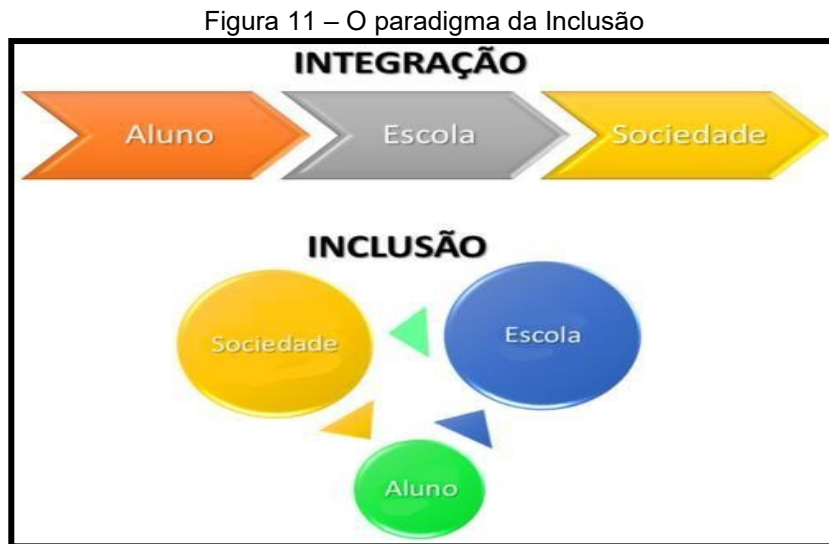 Figura 11 – O paradigma da Inclusão
INTEGRAÇÃO
Aluno Escola Sociedade
INCLUSÃO
Sociedade Escola
Aluno